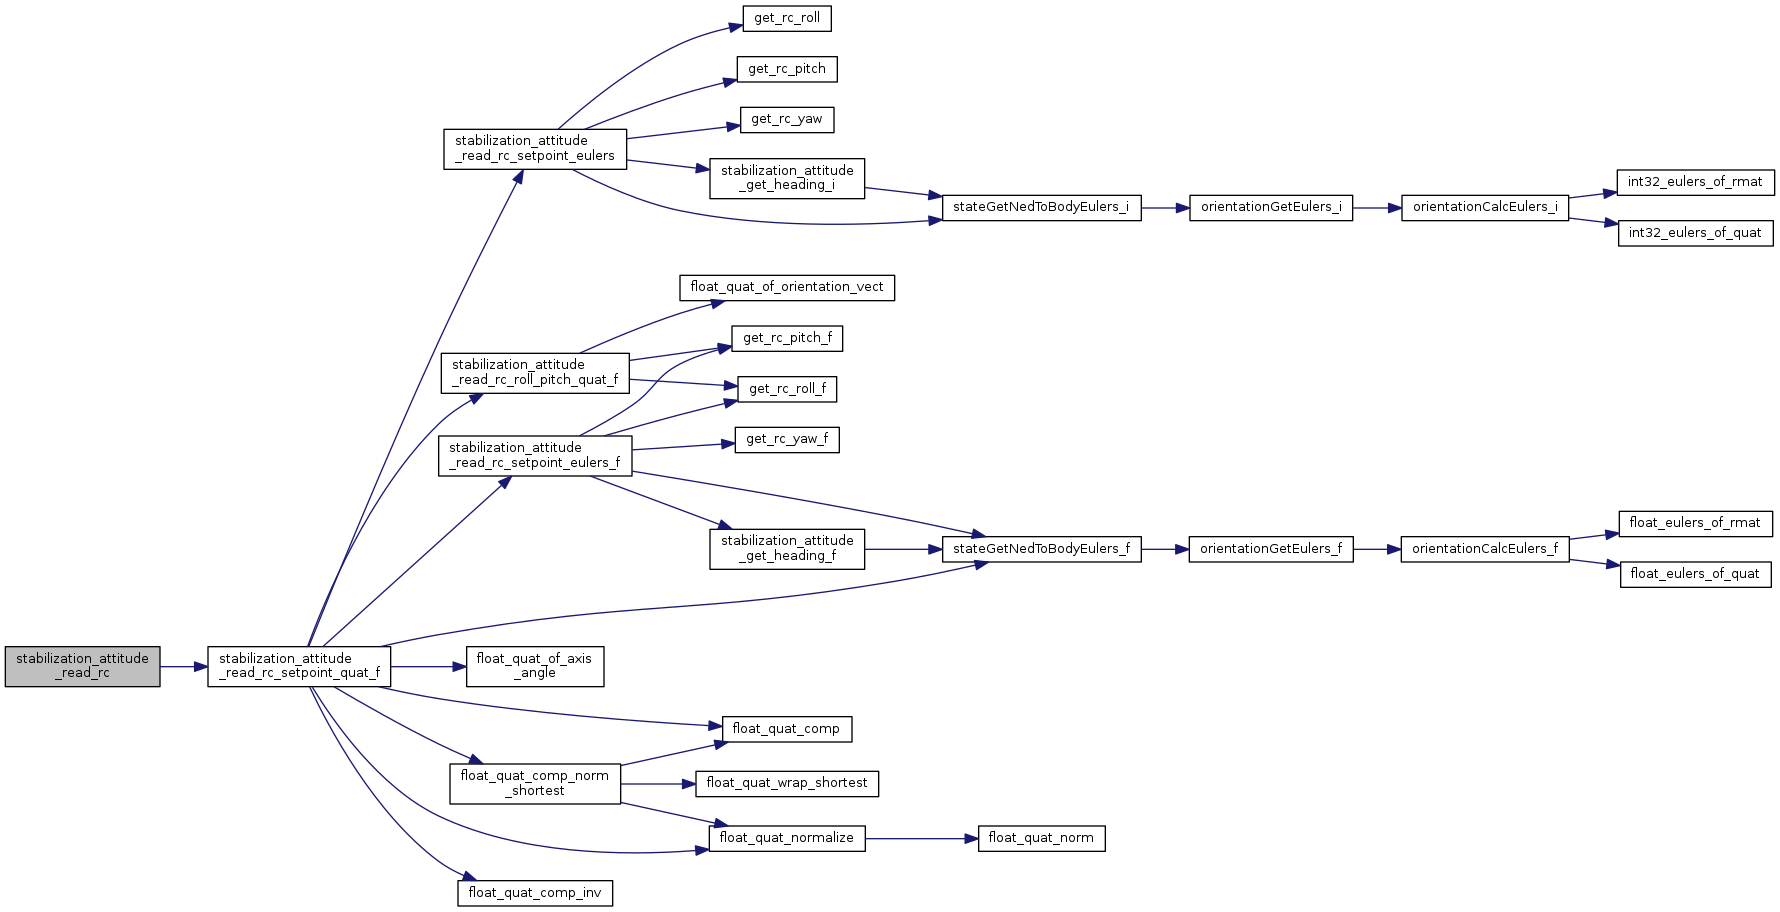 get_rc_roll
get_rc_pitch
get_rc_yaw
stabilization_attitude
_read_rc_setpoint_eulers
stabilization_attitude
_get_heading_i
stateGetNedToBodyEulers_i
orientationGetEulers_i
orientationCalcEulers_i
int32_eulers_of_rmat
int32_eulers_of_quat
float_quat_of_orientation_vect
get_rc_pitch_f
stabilization_attitude
_read_rc_roll_pitch_quat_f
get_rc_roll_f
get_rc_yaw_f
stabilization_attitude
_read_rc_setpoint_eulers_f
stabilization_attitude
_get_heading_f
stateGetNedToBodyEulers_f
orientationGetEulers_f
orientationCalcEulers_f
float_eulers_of_rmat
float_eulers_of_quat
stabilization_attitude
_read_rc
stabilization_attitude
_read_rc_setpoint_quat_f
float_quat_of_axis
_angle
float_quat_comp
float_quat_comp_norm
_shortest
float_quat_wrap_shortest
float_quat_normalize
float_quat_norm
float_quat_comp_inv